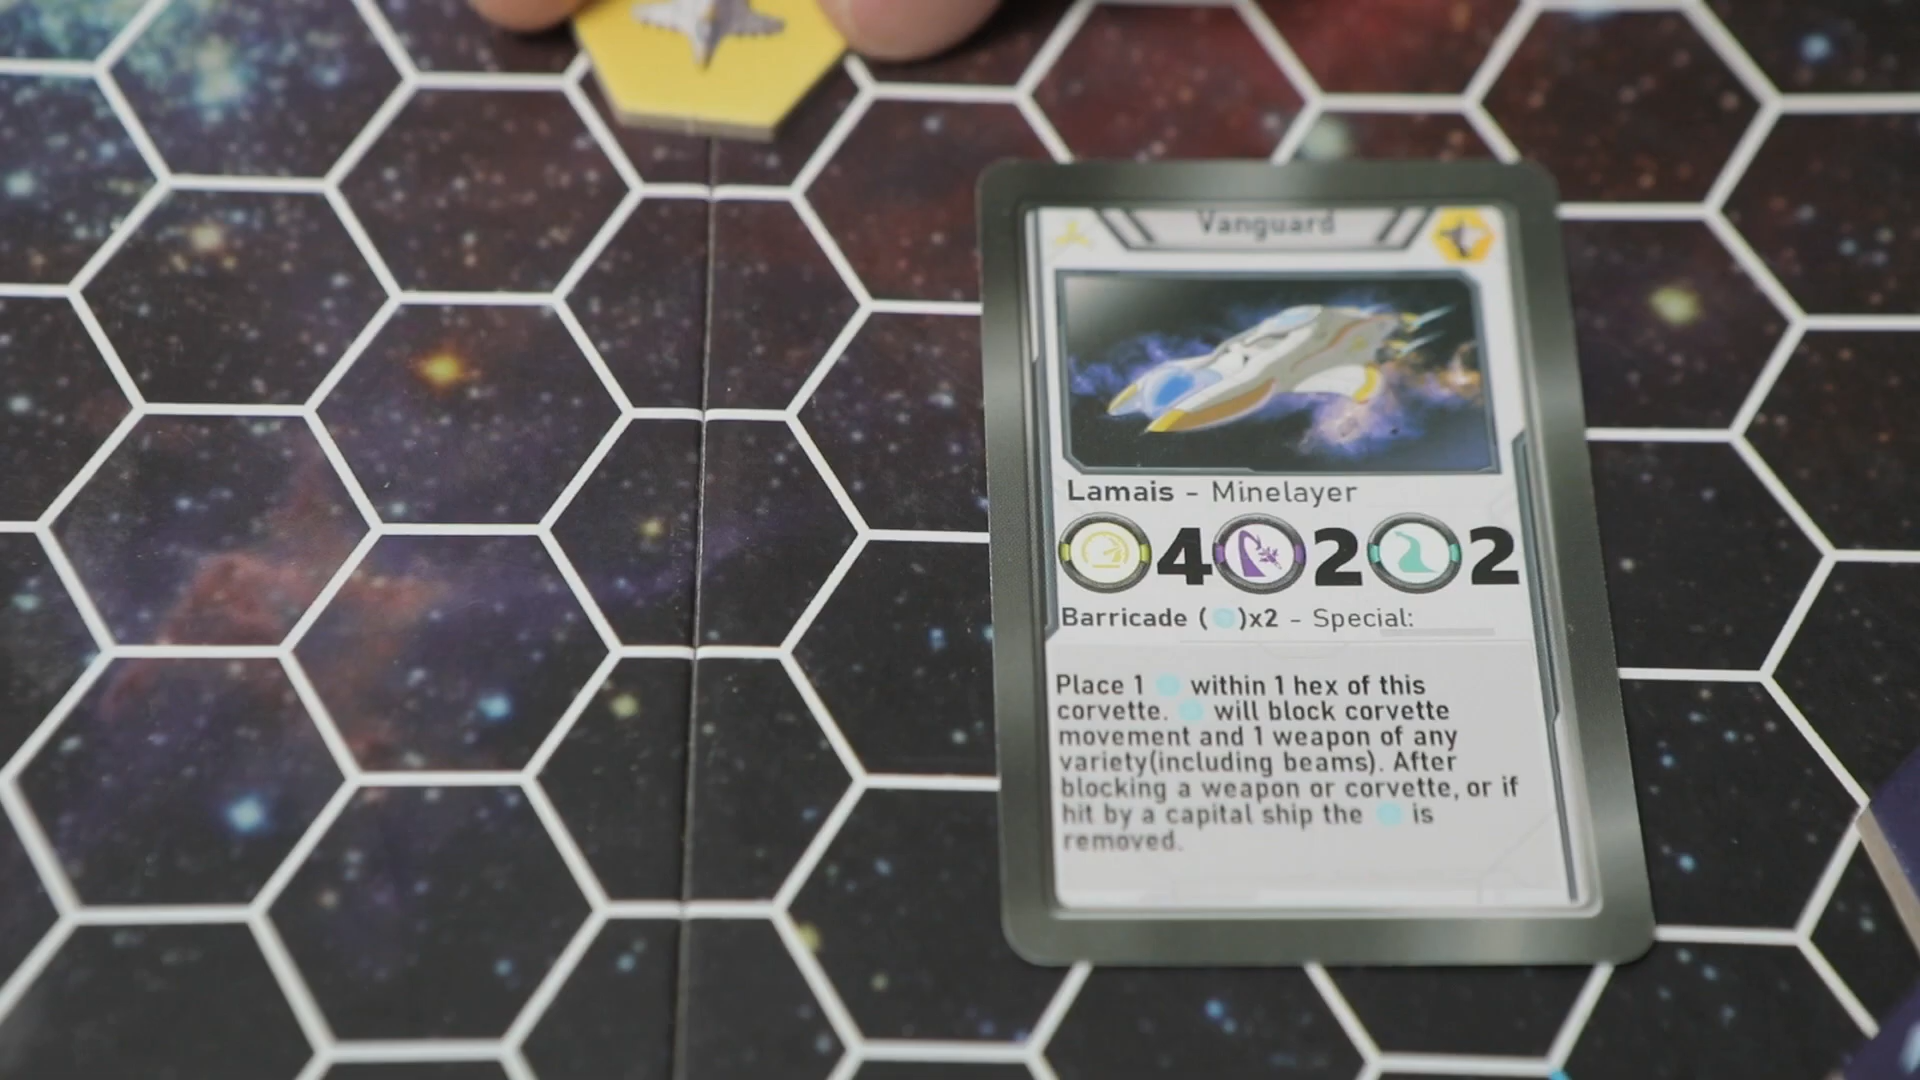 Vanguard
Lamais - Minelayer
4 2 2
Barricade ( )x2 - Special:
Place 1 within 1 hex of this
corvette. will block corvette
movement and 1 weapon of any
variety(including beams). After
blocking a weapon or corvette, or if
hit by a capital ship the is
removed.